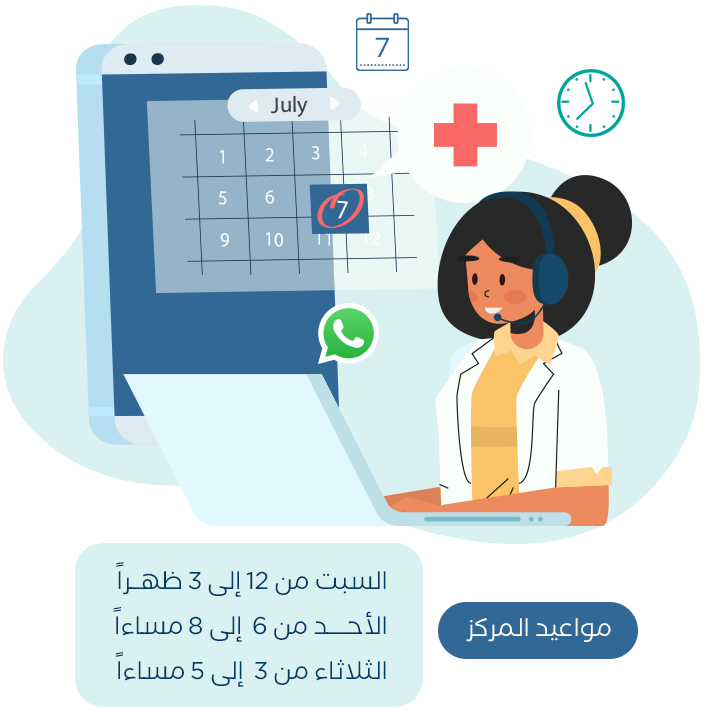 7
July
1 2 3 4
5 6 7
9 10 11 12
مواعيد المركز
السبت من 12 إلى 3 ظهــراً
الأحـــد من 6 إلى 8 مساءاً
الثلاثاء من 3 إلى 5 مساءاً